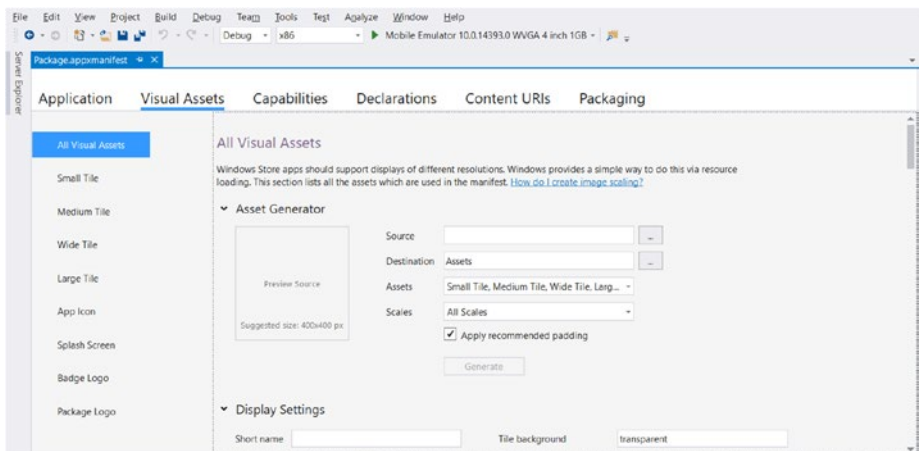 File Edit View Project Build Debug Team Tools Test Analyze Window Help
Debug x86 Mobile Emulator 10.0.14393.0 WVGA 4 inch 1GB
Server Explorer
Package.appxmanifest
Application Visual Assets Capabilities Declarations Content URIs Packaging
All Visual Assets
Small Tile
Medium Tile
Wide Tile
Large Tile
App Icon
Splash Screen
Badge Logo
Package Logo
All Visual Assets
Windows Store apps should support displays of different resolutions. Windows provides a simple way to do this via resource
loading. This section lists all the assets which are used in the manifest. How do I create image scaling?
Asset Generator
Preview Source
Suggested size: 400x400 px
Source ...
Destination Assets ...
Assets Small Tile, Medium Tile, Wide Tile, Larg...
Scales All Scales
Apply recommended padding
Generate
Display Settings
Short name Tile background transparent